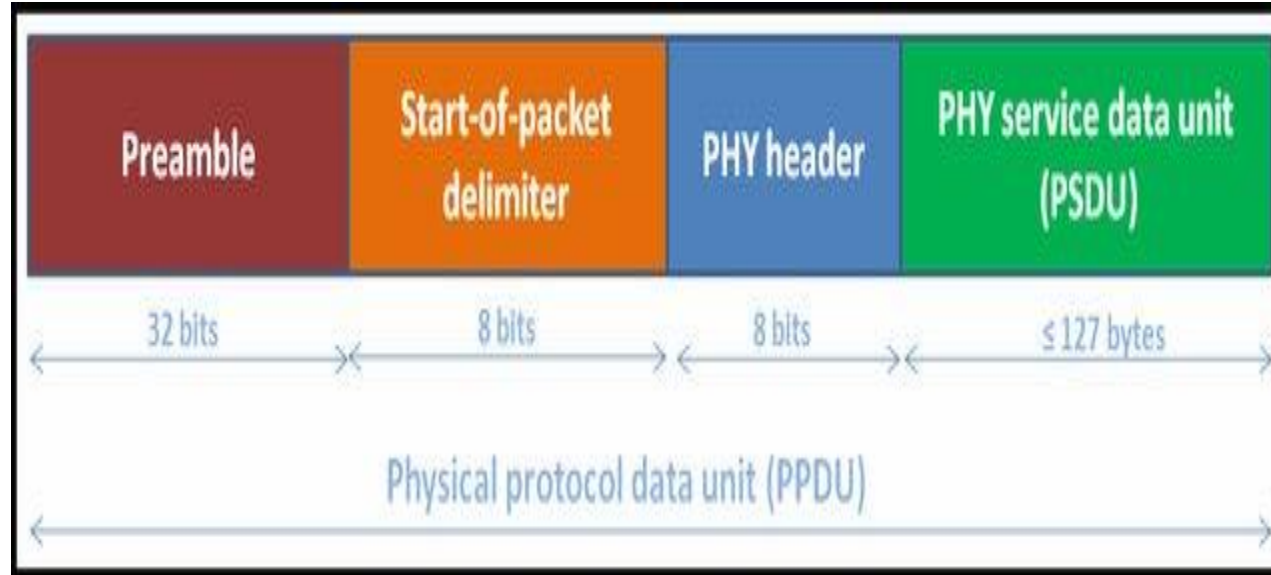 Preamble
Start-of-packet
delimiter
PHY header
PHY service data unit
(PSDU)
32 bits
8 bits
8 bits
≤ 127 bytes
Physical protocol data unit (PPDU)